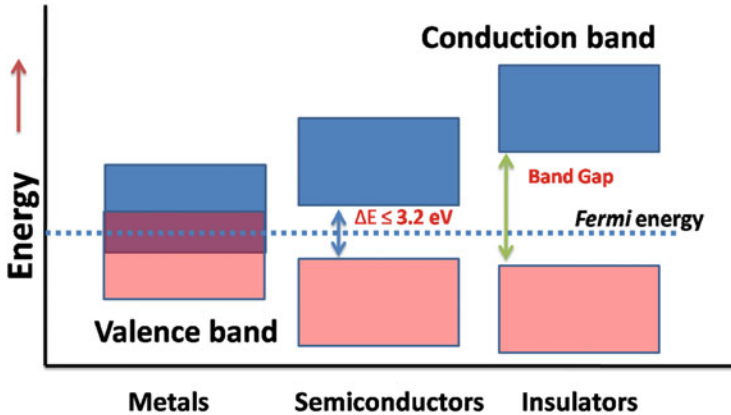 Conduction band
Band Gap
ΔE ≤ 3.2 eV
Fermi energy
Energy
Valence band
Metals
Semiconductors
Insulators